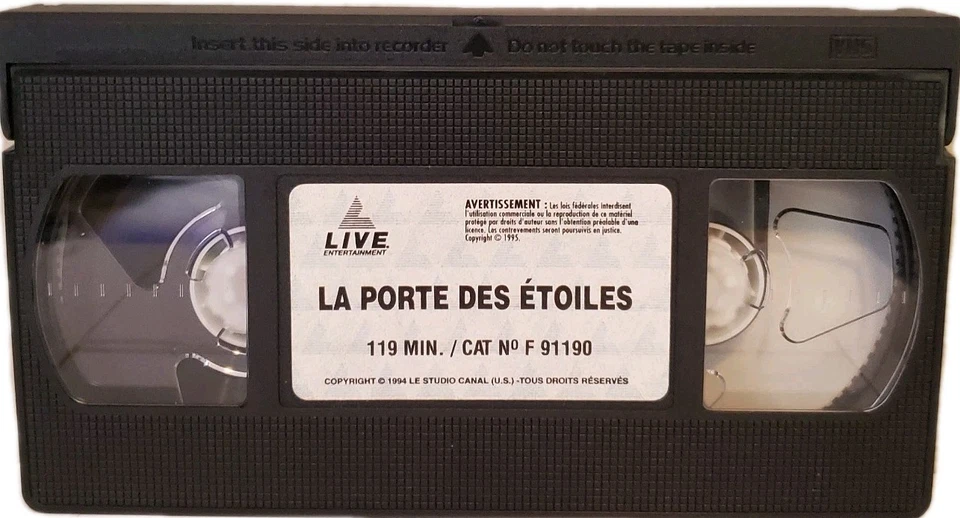 Insert this side into recorder Do not touch the tape inside VHS
LIVE
ENTERTAINMENT
AVERTISSEMENT : Les lois fédérales interdisent
l'utilisation commerciale ou la reproduction de ce matériel
protégé par droits d'auteur sans l'obtention préalable d'une
licence. Les contrevements seront poursuivis en justice.
Copyright © 1995.
LA PORTE DES ÉTOILES
119 MIN. / CAT Nº F 91190
COPYRIGHT © 1994 LE STUDIO CANAL (U.S.) -TOUS DROITS RÉSERVÉS